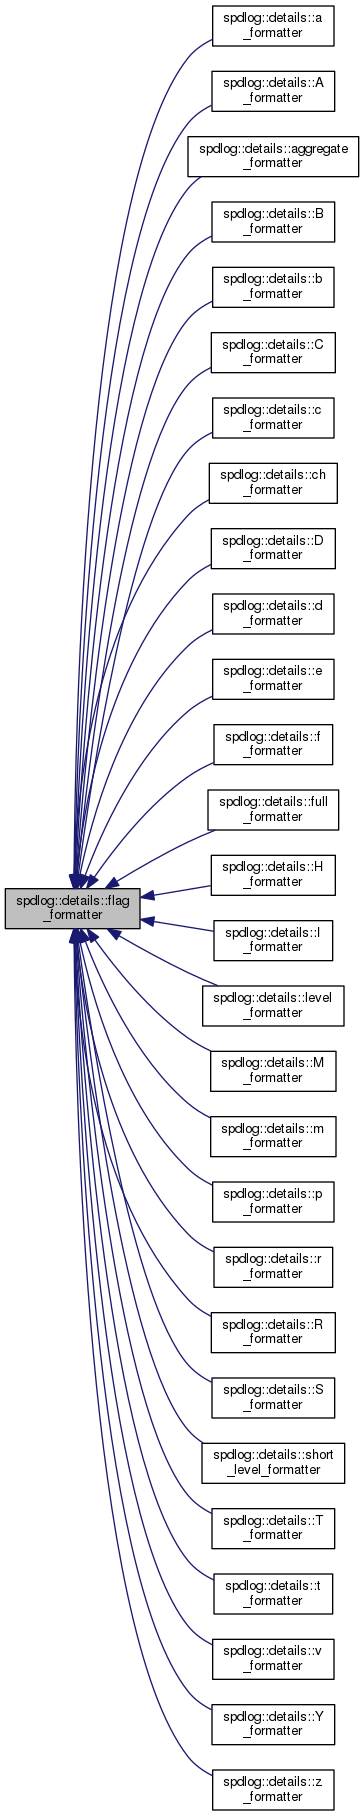 spdlog::details::a
_formatter
spdlog::details::A
_formatter
spdlog::details::aggregate
_formatter
spdlog::details::B
_formatter
spdlog::details::b
_formatter
spdlog::details::C
_formatter
spdlog::details::c
_formatter
spdlog::details::ch
_formatter
spdlog::details::D
_formatter
spdlog::details::d
_formatter
spdlog::details::e
_formatter
spdlog::details::f
_formatter
spdlog::details::full
_formatter
spdlog::details::H
_formatter
spdlog::details::flag
_formatter
spdlog::details::I
_formatter
spdlog::details::level
_formatter
spdlog::details::M
_formatter
spdlog::details::m
_formatter
spdlog::details::p
_formatter
spdlog::details::r
_formatter
spdlog::details::R
_formatter
spdlog::details::S
_formatter
spdlog::details::short
_level_formatter
spdlog::details::T
_formatter
spdlog::details::t
_formatter
spdlog::details::v
_formatter
spdlog::details::Y
_formatter
spdlog::details::z
_formatter